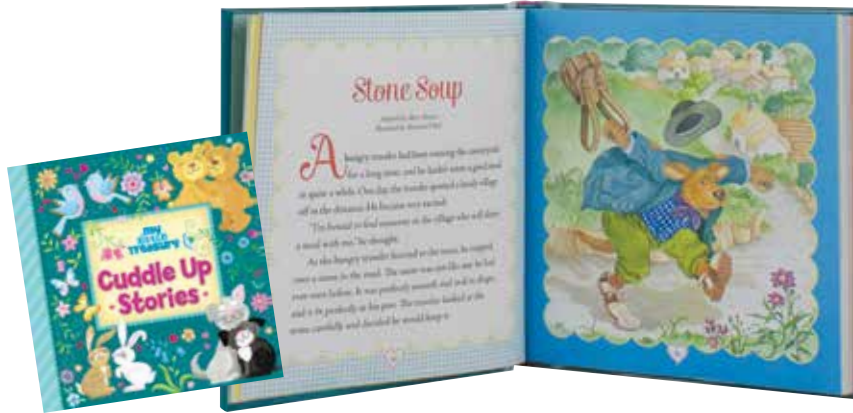 my
little
Treasury
Cuddle Up
Stories
Stone Soup
A hungry traveler had been roaming the countryside
for a long time, and he hadn't eaten a good meal
in quite a while. One day, the traveler spotted a lovely village
off in the distance. He became very excited.
"I'm bound to find someone in the village who will share
a meal with me," he thought.
As the hungry traveler hurried to the town, he tripped
over a stone in the road. The stone was not like any he had
ever seen before. It was perfectly smooth and oval in shape,
and it fit perfectly in his paw. The traveler looked at the
stone carefully and decided he would keep it.